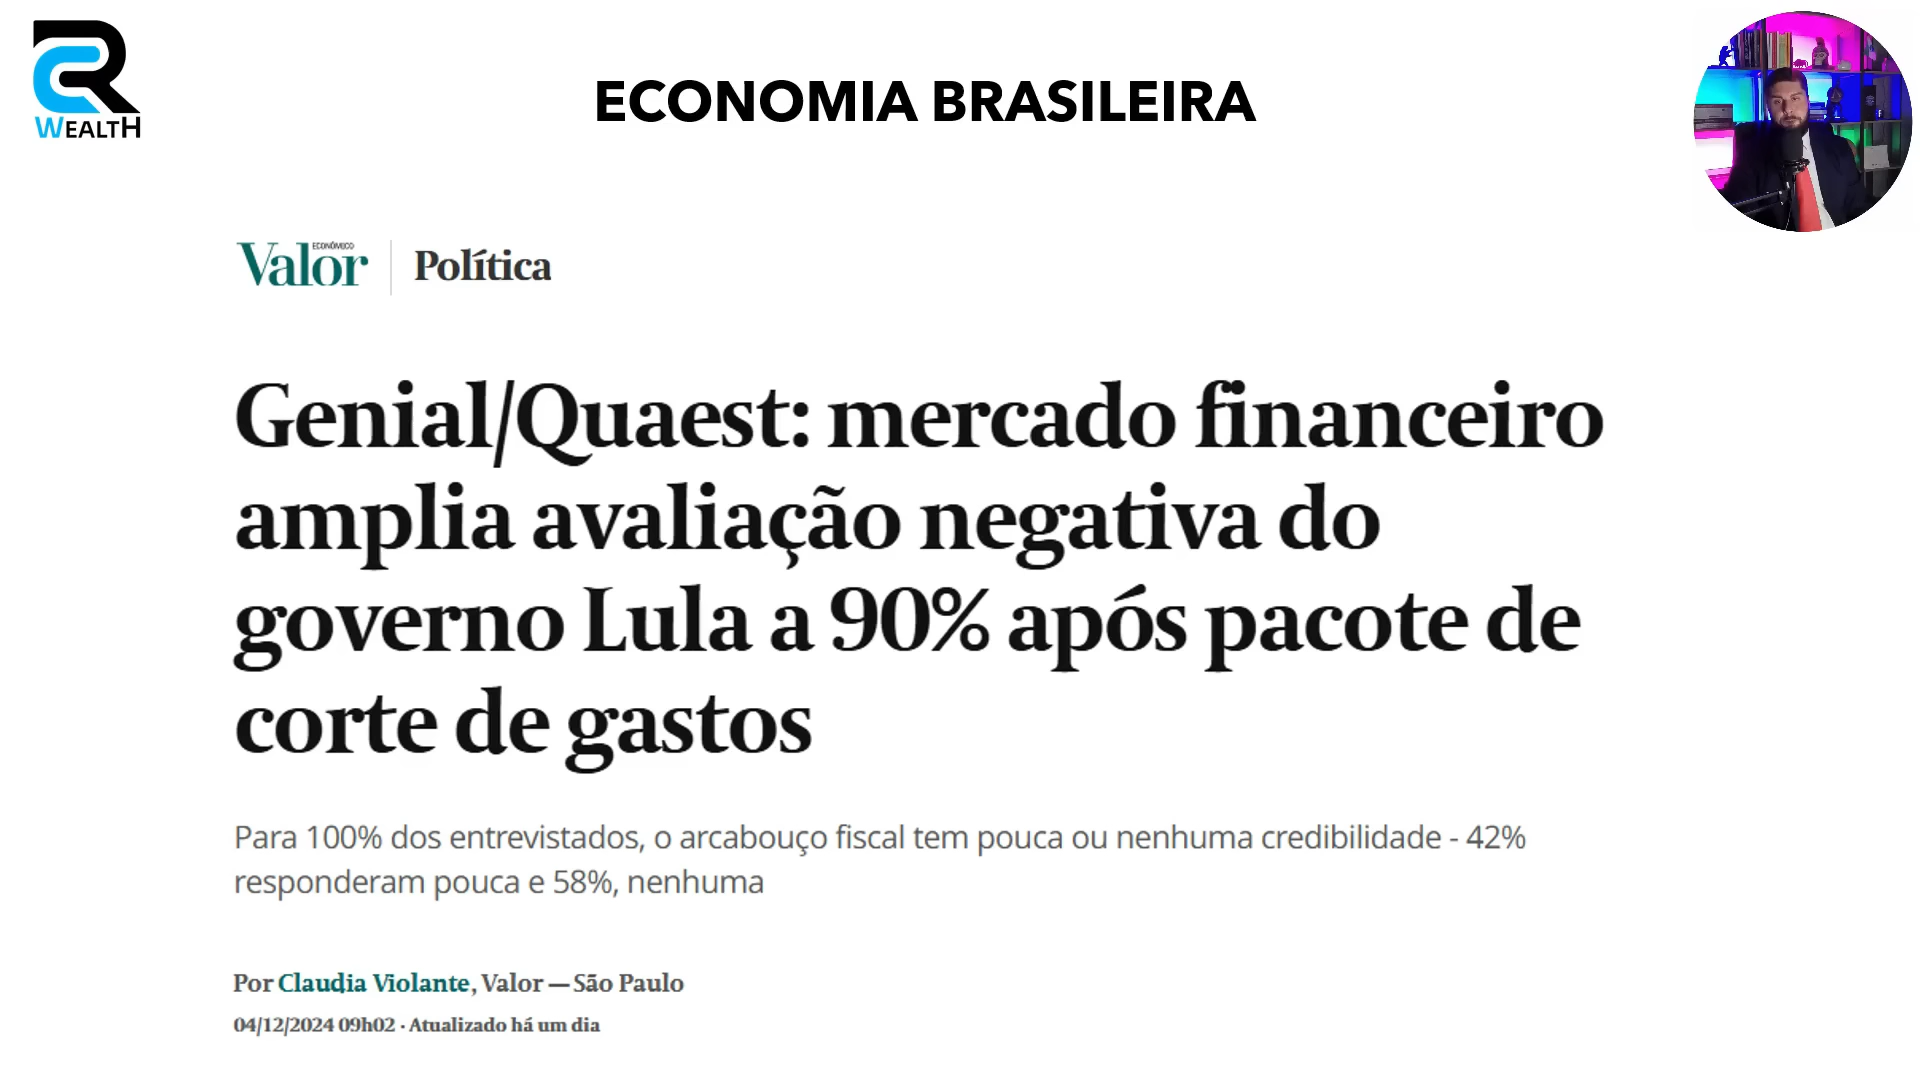 WEALTH
ECONOMIA BRASILEIRA
Valor ECONÔMICO
Política
Genial/Quaest: mercado financeiro
amplia avaliação negativa do
governo Lula a 90% após pacote de
corte de gastos
Para 100% dos entrevistados, o arcabouço fiscal tem pouca ou nenhuma credibilidade - 42%
responderam pouca e 58%, nenhuma
Por Claudia Violante, Valor — São Paulo
04/12/2024 09h02 · Atualizado há um dia